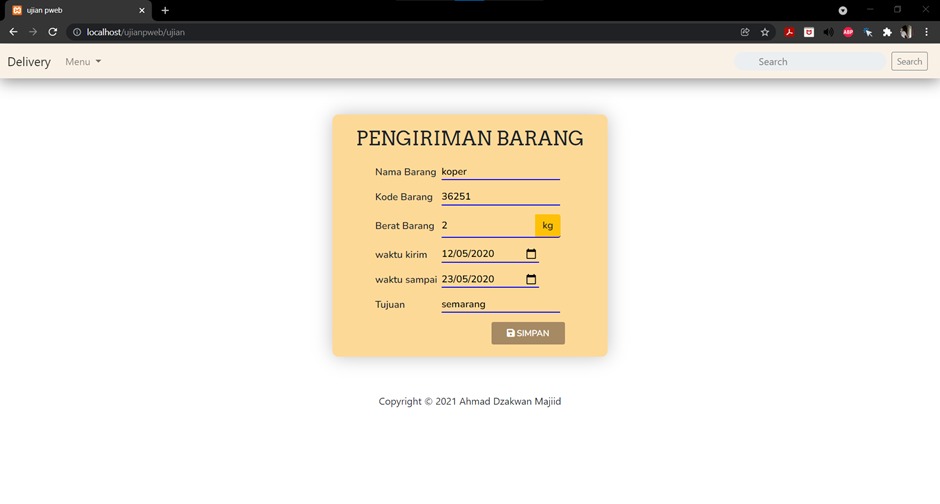 ujian pweb
localhost/ujianpweb/ujian
ABP
Delivery Menu Search Search
PENGIRIMAN BARANG
Nama Barang koper
Kode Barang 36251
Berat Barang 2 kg
waktu kirim 12/05/2020
waktu sampai 23/05/2020
Tujuan semarang
SIMPAN
Copyright © 2021 Ahmad Dzakwan Majiid